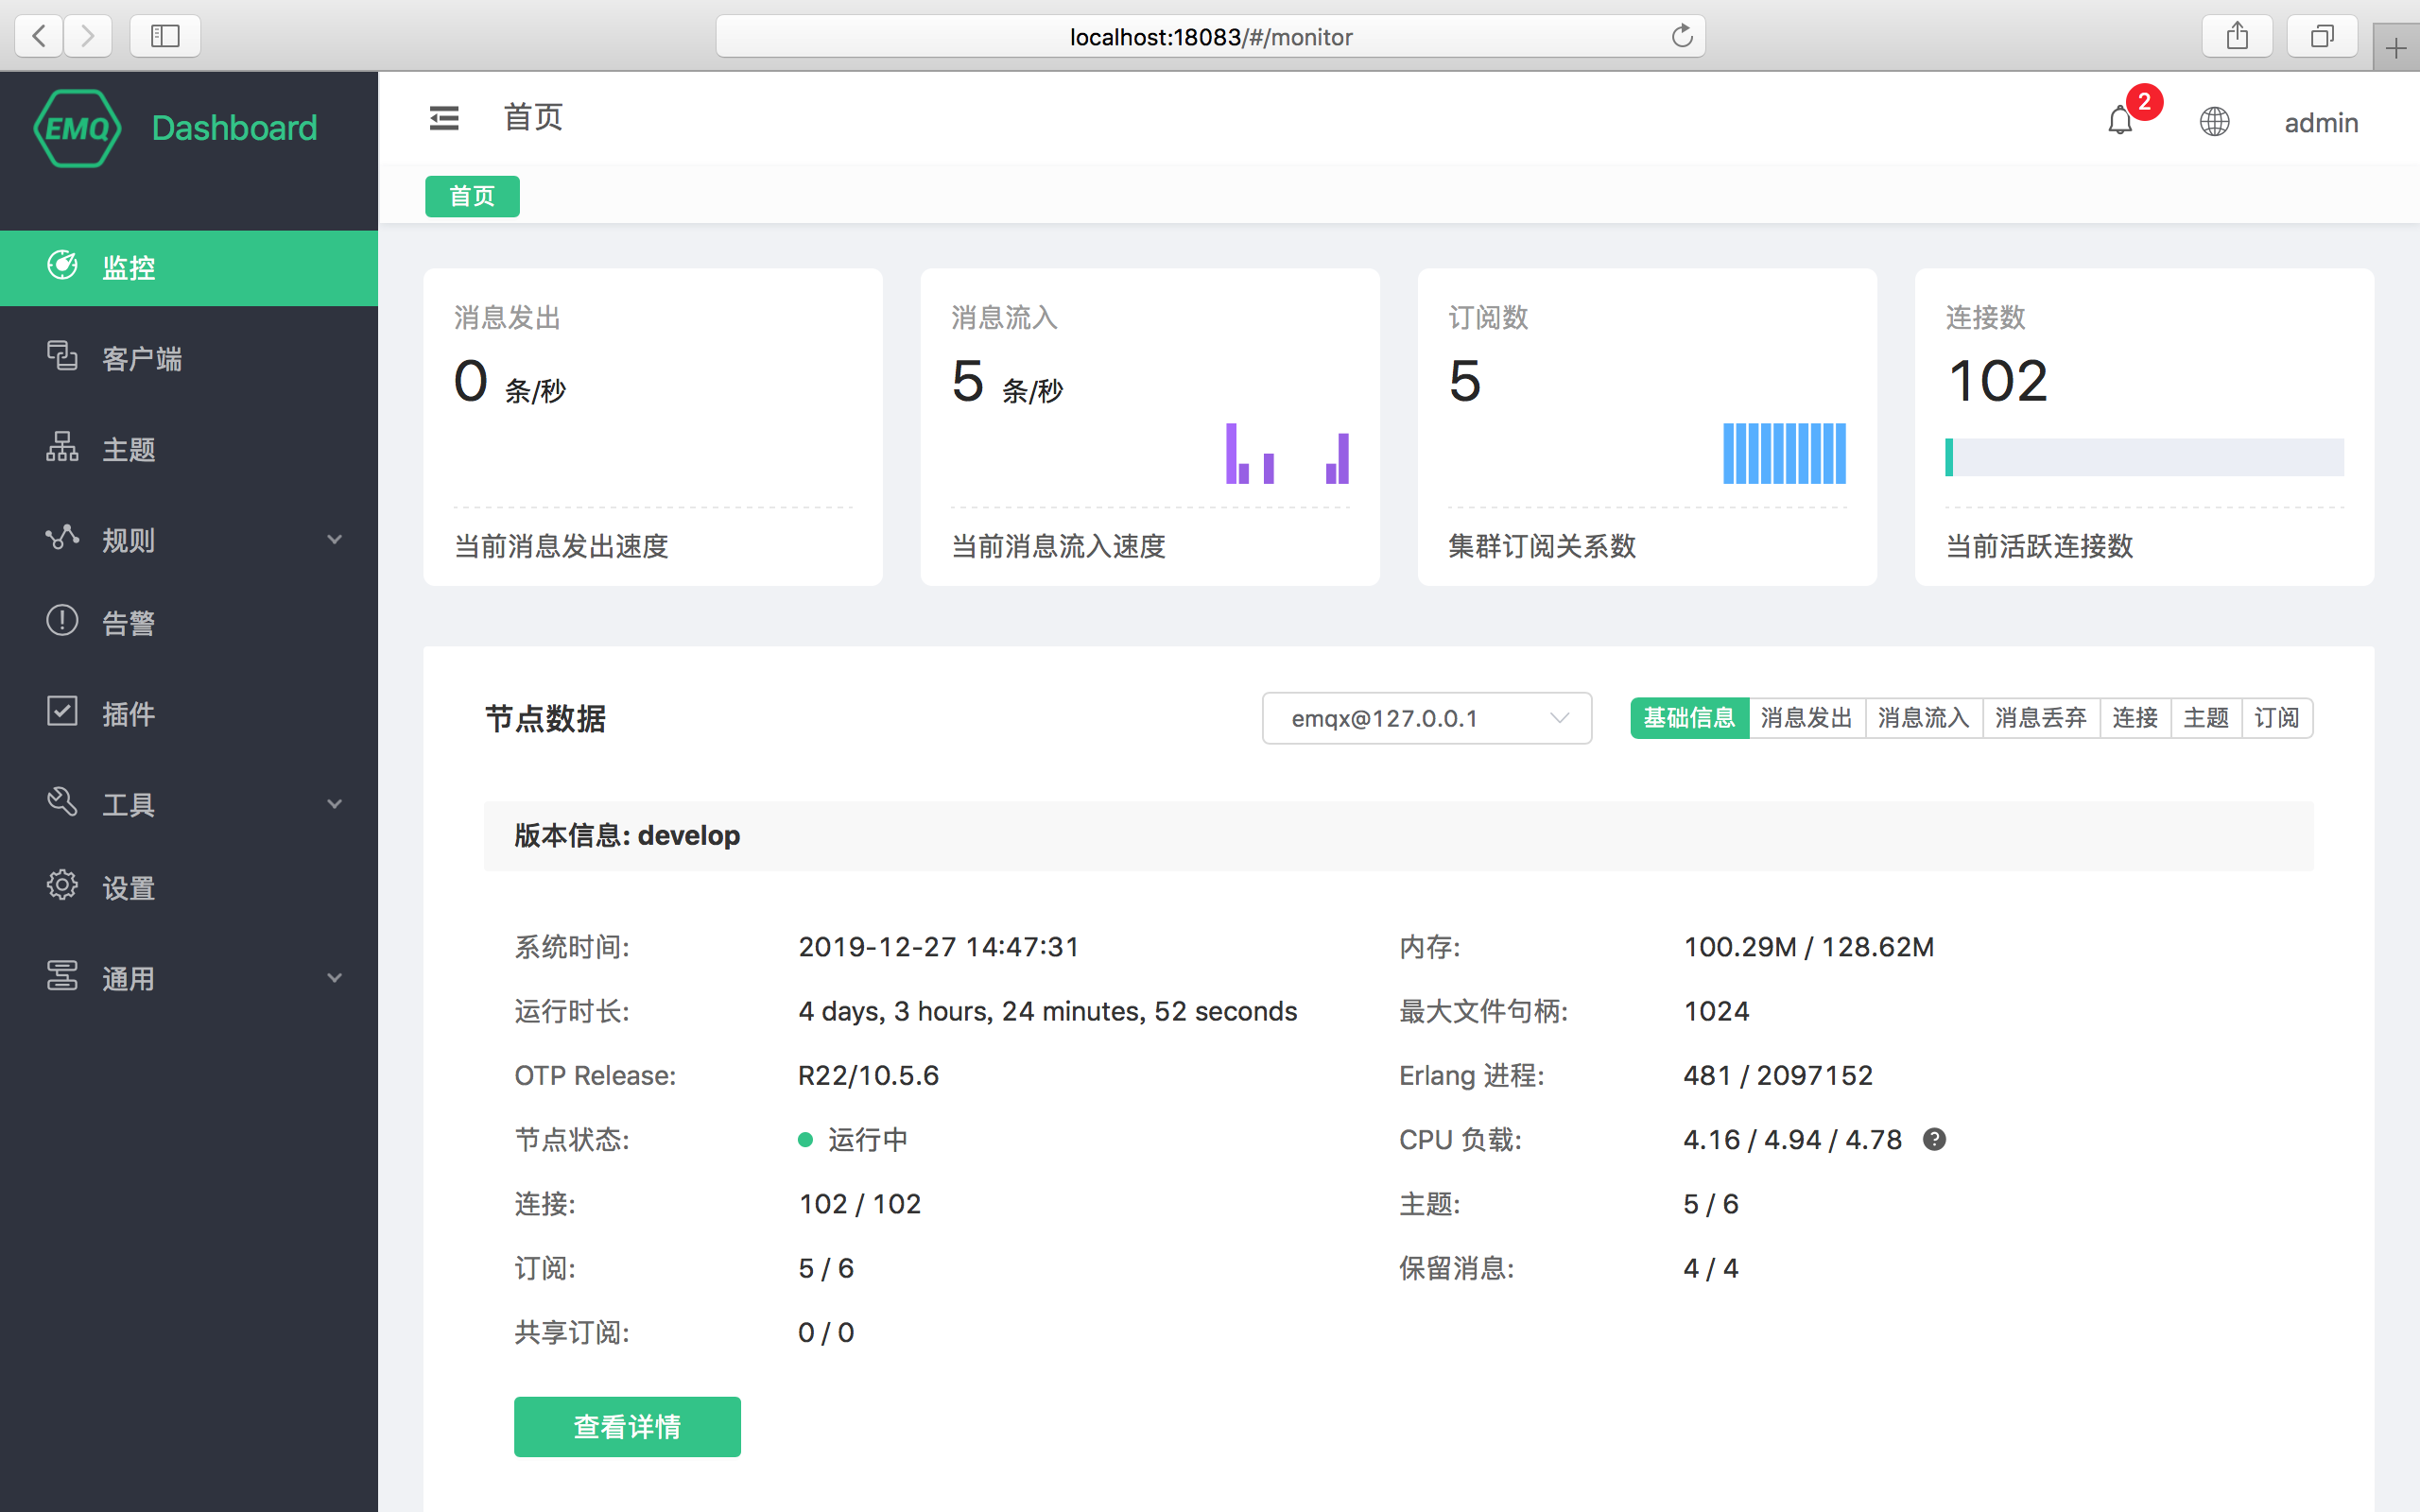 localhost:18083/#/monitor
EMQ Dashboard
首页
2
admin
首页
监控
客户端
主题
规则
告警
插件
工具
设置
通用
消息发出
0 条/秒
当前消息发出速度
消息流入
5 条/秒
当前消息流入速度
订阅数
5
集群订阅关系数
连接数
102
当前活跃连接数
节点数据
emqx@127.0.0.1
基础信息 消息发出 消息流入 消息丢弃 连接 主题 订阅
版本信息: develop
系统时间: 2019-12-27 14:47:31
内存: 100.29M / 128.62M
运行时长: 4 days, 3 hours, 24 minutes, 52 seconds
最大文件句柄: 1024
OTP Release: R22/10.5.6
Erlang 进程: 481 / 2097152
节点状态: 运行中
CPU 负载: 4.16 / 4.94 / 4.78 ?
连接: 102 / 102
主题: 5 / 6
订阅: 5 / 6
保留消息: 4 / 4
共享订阅: 0 / 0
查看详情